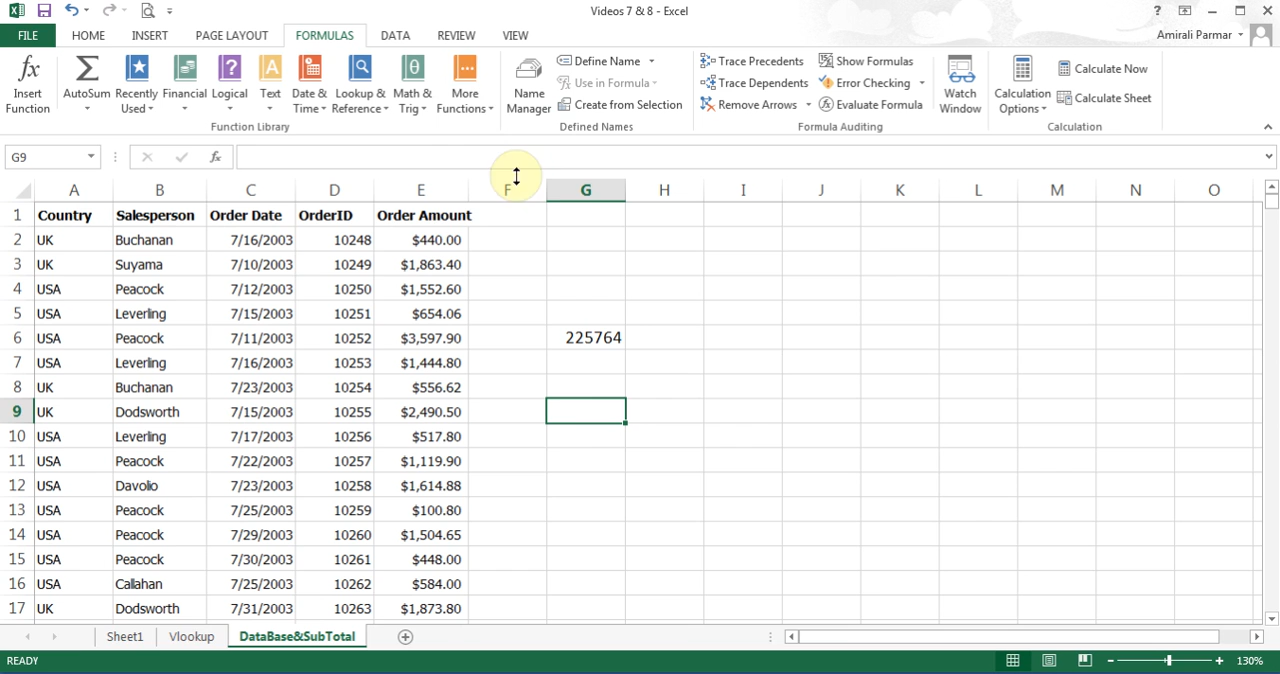 Videos 7 & 8 - Excel
?
FILE HOME INSERT PAGE LAYOUT FORMULAS DATA REVIEW VIEW Amirali Parmar
Insert Function
AutoSum
Recently Used
Financial
Logical
Text
Date & Time
Lookup & Reference
Math & Trig
More Functions
Function Library
Name Manager
Define Name
Use in Formula
Create from Selection
Defined Names
Trace Precedents
Trace Dependents
Remove Arrows
Show Formulas
Error Checking
Evaluate Formula
Formula Auditing
Watch Window
Calculation Options
Calculate Now
Calculate Sheet
Calculation
G9 fx
A B C D E F G H I J K L M N O
1 Country Salesperson Order Date OrderID Order Amount
2 UK Buchanan 7/16/2003 10248 $440.00
3 UK Suyama 7/10/2003 10249 $1,863.40
4 USA Peacock 7/12/2003 10250 $1,552.60
5 USA Leverling 7/15/2003 10251 $654.06
6 USA Peacock 7/11/2003 10252 $3,597.90 225764
7 USA Leverling 7/16/2003 10253 $1,444.80
8 UK Buchanan 7/23/2003 10254 $556.62
9 UK Dodsworth 7/15/2003 10255 $2,490.50
10 USA Leverling 7/17/2003 10256 $517.80
11 USA Peacock 7/22/2003 10257 $1,119.90
12 USA Davolio 7/23/2003 10258 $1,614.88
13 USA Peacock 7/25/2003 10259 $100.80
14 USA Peacock 7/29/2003 10260 $1,504.65
15 USA Peacock 7/30/2003 10261 $448.00
16 USA Callahan 7/25/2003 10262 $584.00
17 UK Dodsworth 7/31/2003 10263 $1,873.80
Sheet1 Vlookup DataBase&SubTotal
READY 130%